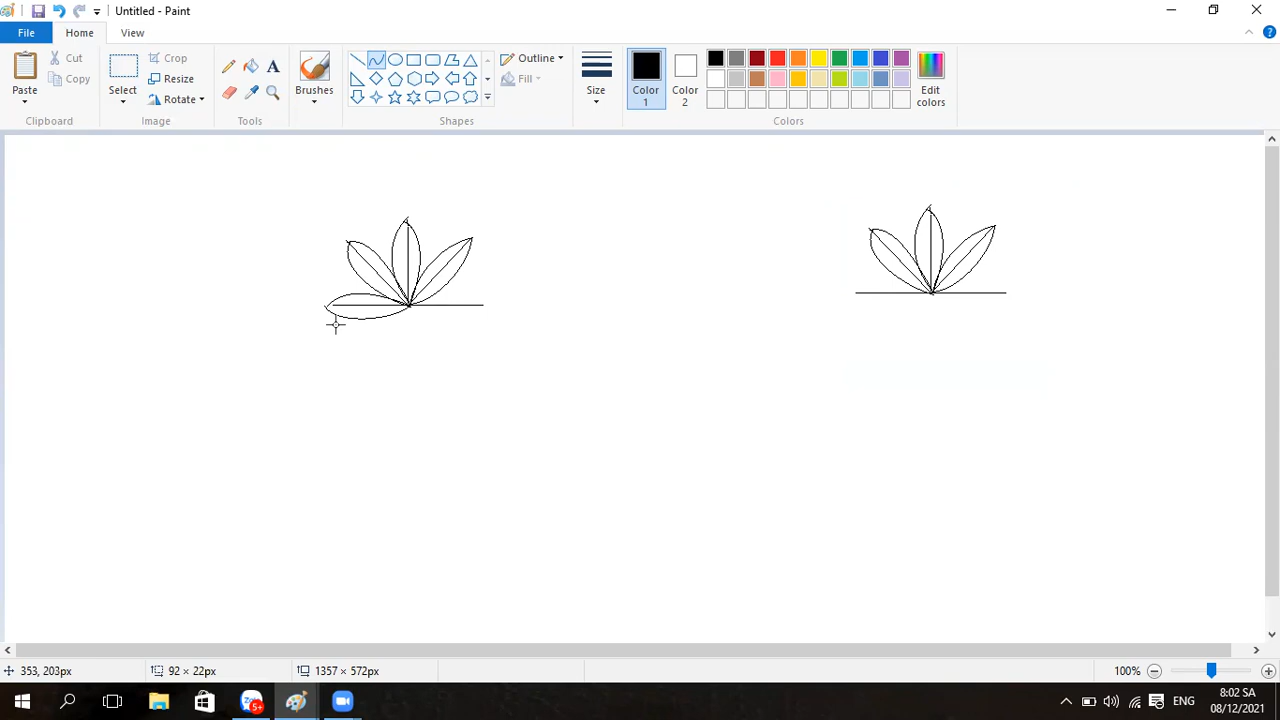 Untitled - Paint
File
Home
View
Paste
Cut
Copy
Clipboard
Select
Crop
Resize
Rotate
Image
Tools
Brushes
Shapes
Outline
Fill
Size
Color 1
Color 2
Edit colors
Colors
353, 203px
92 × 22px
1357 × 572px
100%
Zalo
5+
ENG
8:02 SA
08/12/2021